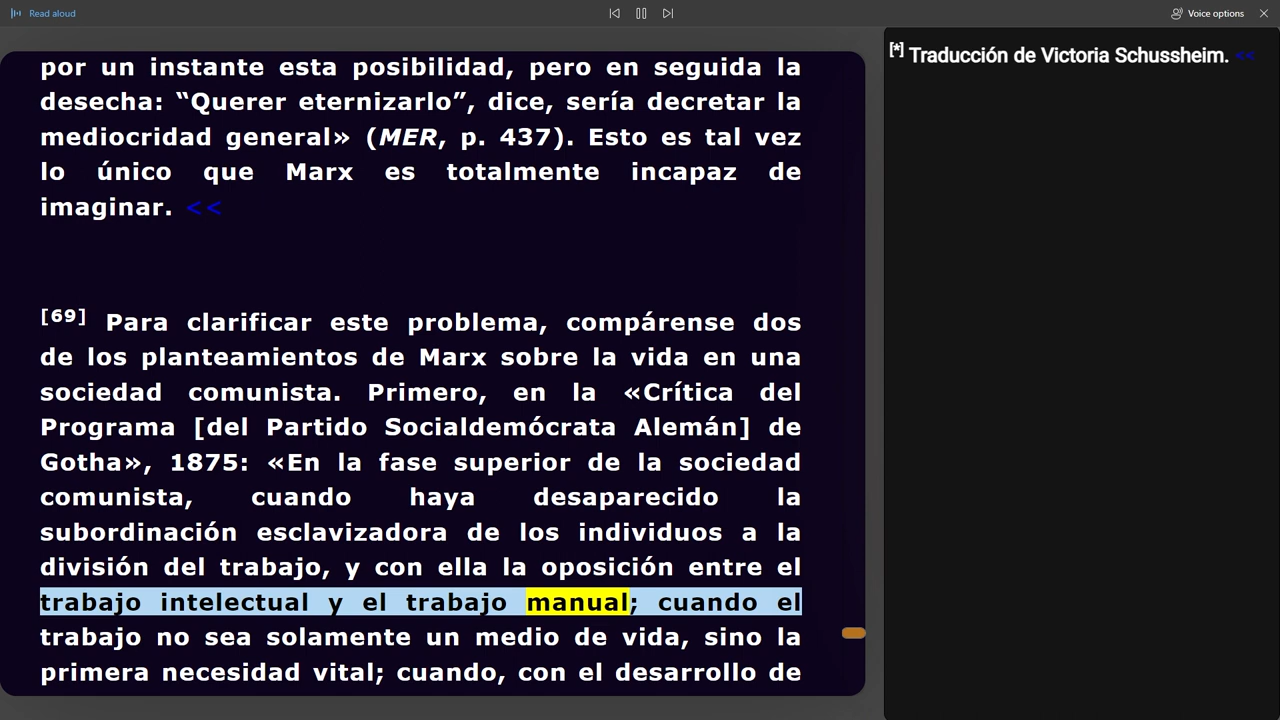 Read aloud
Voice options
por un instante esta posibilidad, pero en seguida la
desecha: “Querer eternizarlo”, dice, sería decretar la
mediocridad general» (MER, p. 437). Esto es tal vez
lo único que Marx es totalmente incapaz de
imaginar. <<
[69] Para clarificar este problema, compárense dos
de los planteamientos de Marx sobre la vida en una
sociedad comunista. Primero, en la «Crítica del
Programa [del Partido Socialdemócrata Alemán] de
Gotha», 1875: «En la fase superior de la sociedad
comunista, cuando haya desaparecido la
subordinación esclavizadora de los individuos a la
división del trabajo, y con ella la oposición entre el
trabajo intelectual y el trabajo manual; cuando el
trabajo no sea solamente un medio de vida, sino la
primera necesidad vital; cuando, con el desarrollo de
[*] Traducción de Victoria Schussheim. <<